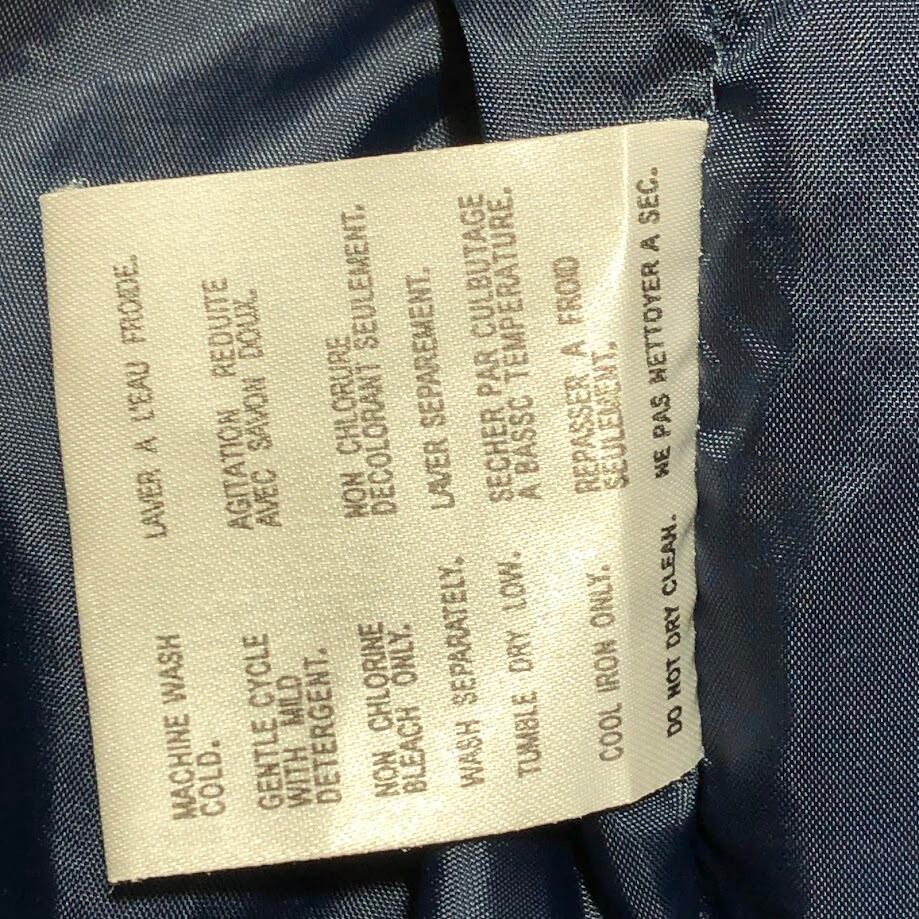 MACHINE WASH
COLD.
GENTLE CYCLE
WITH MILD
DETERGENT.
NON CHLORINE
BLEACH ONLY.
WASH SEPARATELY.
TUMBLE DRY LOW.
COOL IRON ONLY.
DO NOT DRY CLEAN.
LAVER A L'EAU FROIDE.
AGITATION REDUITE
AVEC SAVON DOUX.
NON CHLORURE
DECOLORANT SEULEMENT.
LAVER SEPAREMENT.
SECHER PAR CULBUTAGE
A BASSC TEMPERATURE.
REPASSER A FROID
SEULEMENT.
NE PAS NETTOYER A SEC.